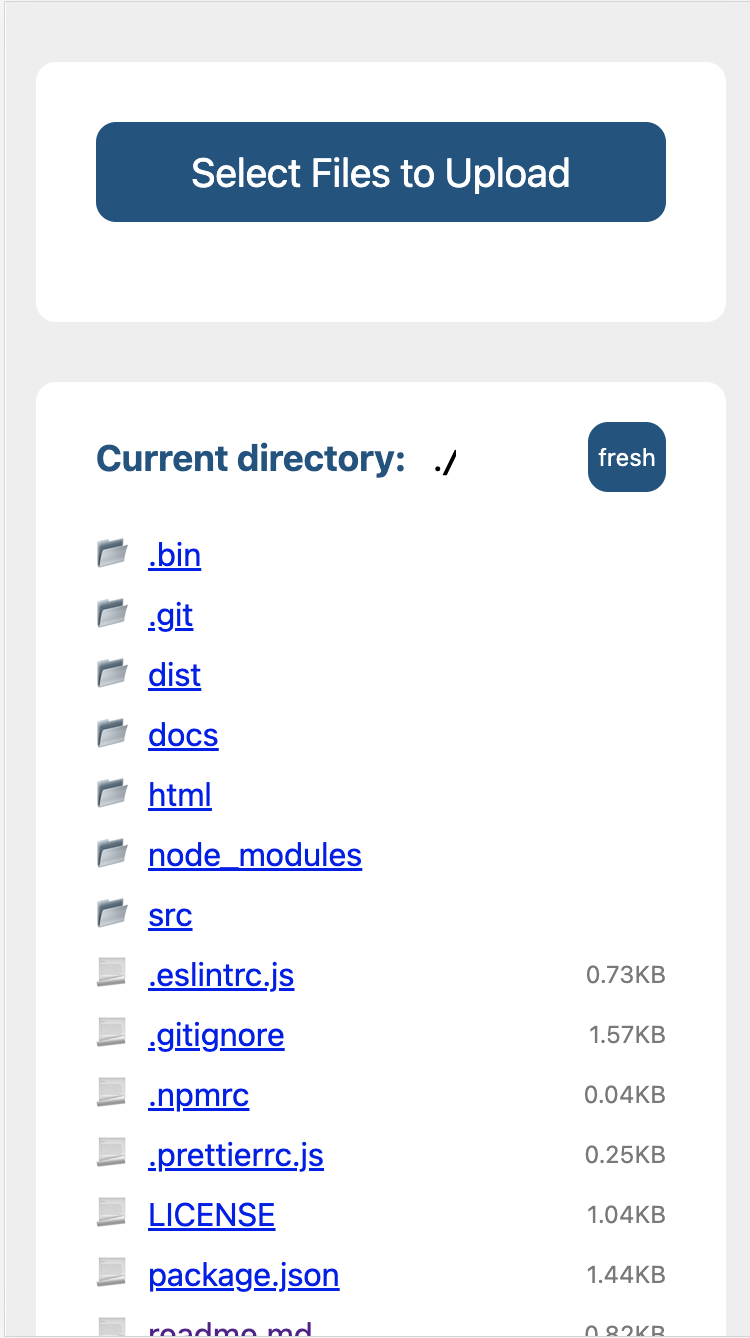 Select Files to Upload
Current directory: ./ fresh
.bin
.git
dist
docs
html
node_modules
src
.eslintrc.js 0.73KB
.gitignore 1.57KB
.npmrc 0.04KB
.prettierrc.js 0.25KB
LICENSE 1.04KB
package.json 1.44KB
readme.md 0.82KB